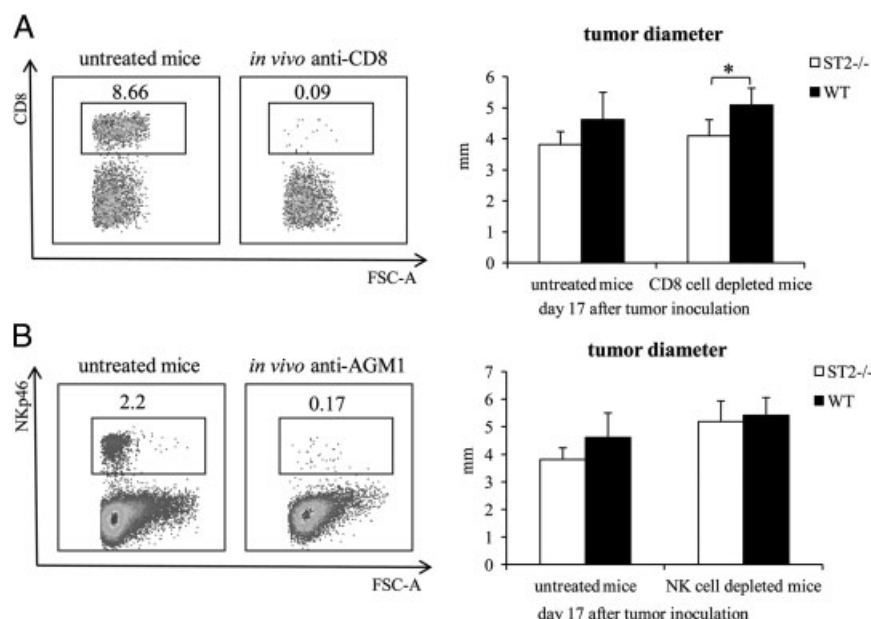 A
untreated mice
in vivo anti-CD8
8.66
0.09
CD8
FSC-A
tumor diameter
ST2-/-
WT
*
6
5
4
3
2
1
0
mm
untreated mice
CD8 cell depleted mice
day 17 after tumor inoculation
B
untreated mice
in vivo anti-AGM1
2.2
0.17
NKp46
FSC-A
tumor diameter
ST2-/-
WT
7
6
5
4
3
2
1
0
mm
untreated mice
NK cell depleted mice
day 17 after tumor inoculation